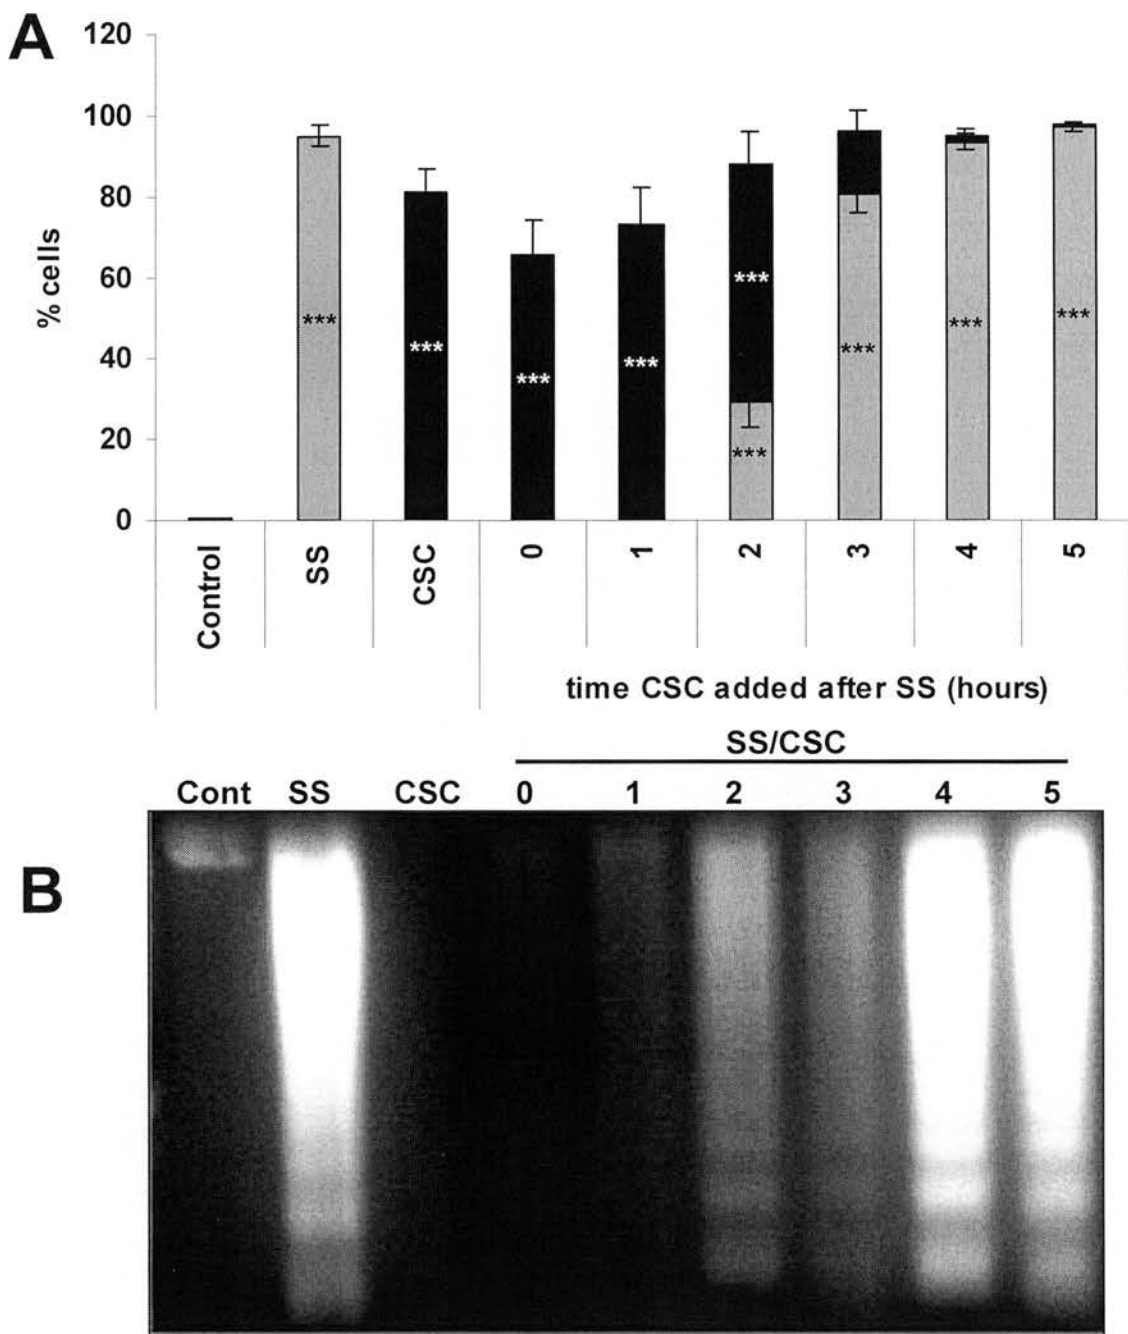 A
120
100
80
60
40
20
0
% cells
*** *** *** *** *** *** *** *** ***
Control SS CSC 0 1 2 3 4 5
time CSC added after SS (hours)
SS/CSC
Cont SS CSC 0 1 2 3 4 5
B